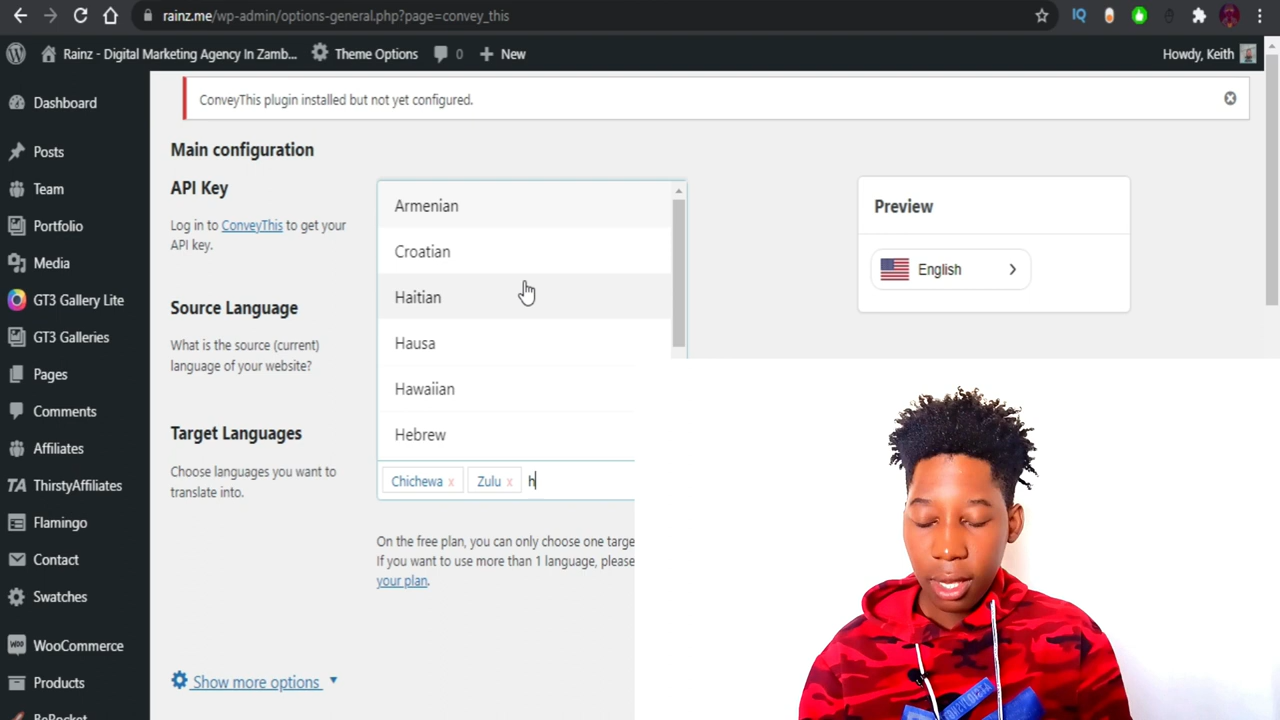 rainz.me/wp-admin/options-general.php?page=convey_this
IQ
Rainz - Digital Marketing Agency In Zamb...
Theme Options
0
New
Howdy, Keith
Dashboard
Posts
Team
Portfolio
Media
GT3 Gallery Lite
GT3 Galleries
Pages
Comments
Affiliates
TA ThirstyAffiliates
Flamingo
Contact
Swatches
WOO WooCommerce
Products
ConveyThis plugin installed but not yet configured.
Main configuration
API Key
Log in to ConveyThis to get your
API key.
Source Language
What is the source (current)
language of your website?
Target Languages
Choose languages you want to
translate into.
Armenian
Croatian
Haitian
Hausa
Hawaiian
Hebrew
Chichewa x Zulu x h
On the free plan, you can only choose one targe
If you want to use more than 1 language, please
your plan.
Show more options
Preview
English